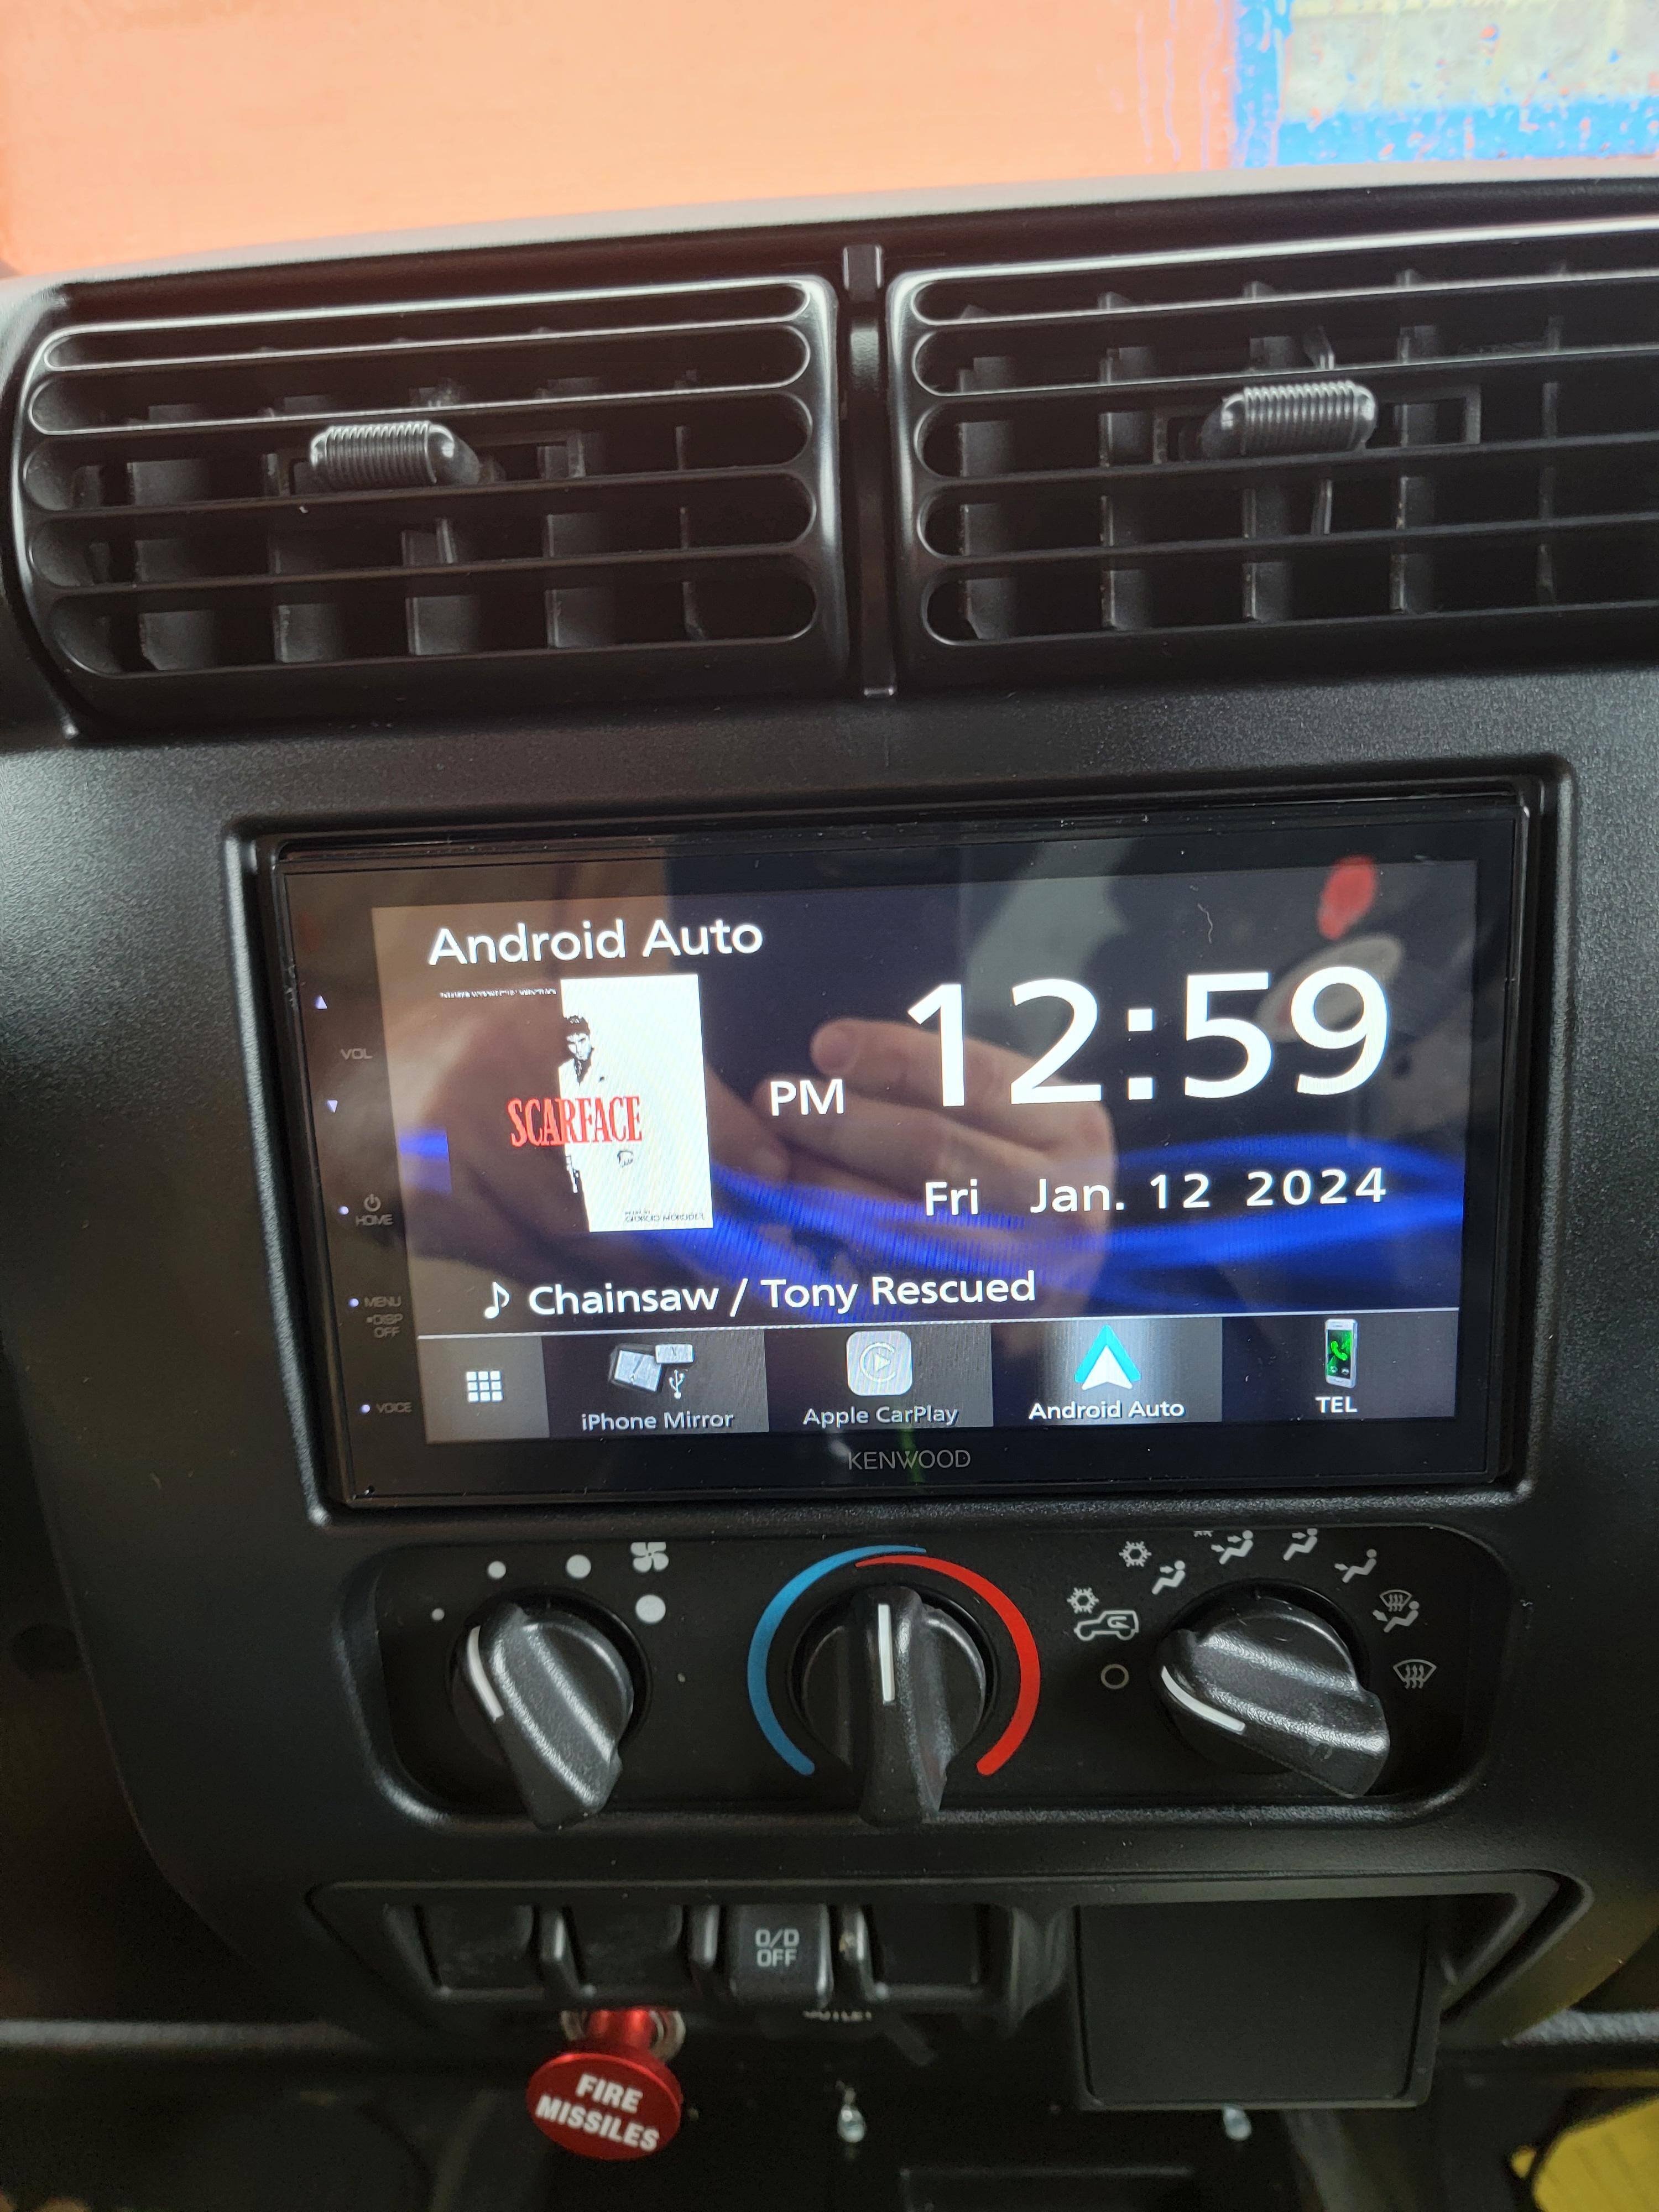 Android Auto
SCARFACE
PM 12:59
Fri Jan. 12 2024
Chainsaw / Tony Rescued
VOL
HOME
MENU
DISP
OFF
VOICE
iPhone Mirror
Apple CarPlay
Android Auto
TEL
KENWOOD
O/D
OFF
OUTLET
FIRE
MISSILES